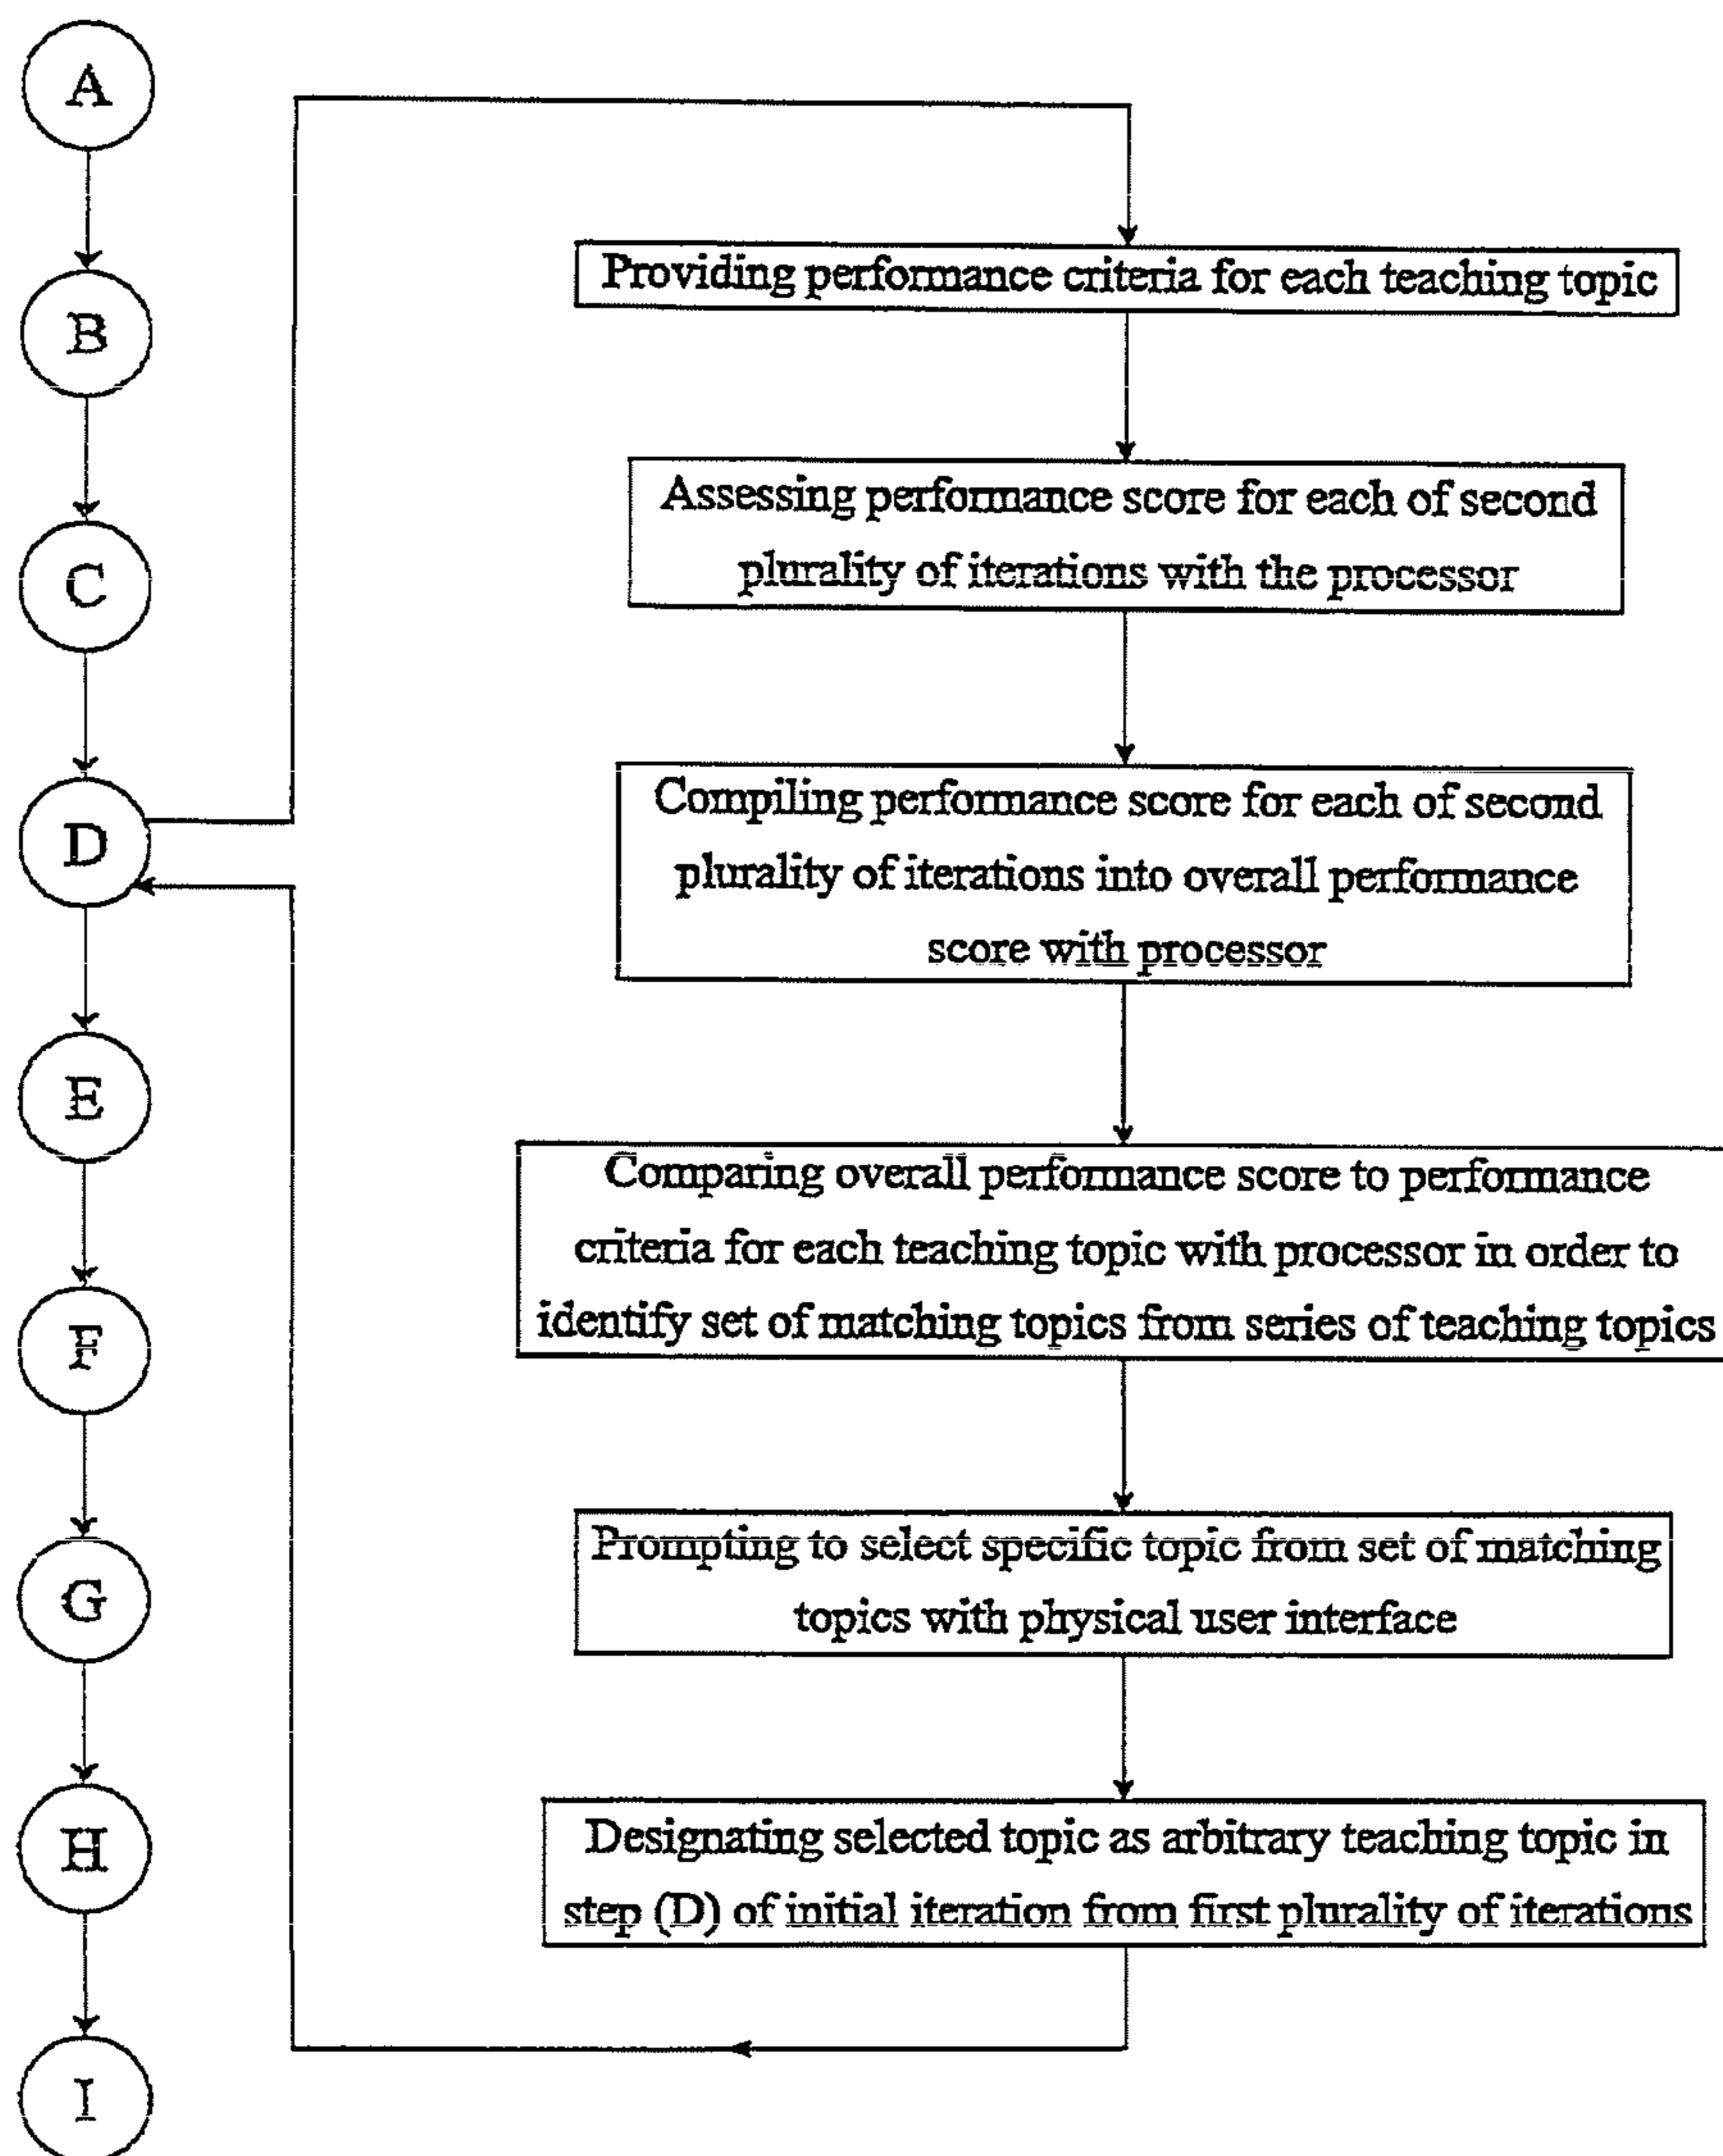 A
B
C
D
E
F
G
H
I
Providing performance criteria for each teaching topic
Assessing performance score for each of second
plurality of iterations with the processor
Compiling performance score for each of second
plurality of iterations into overall performance
score with processor
Comparing overall performance score to performance
criteria for each teaching topic with processor in order to
identify set of matching topics from series of teaching topics
Prompting to select specific topic from set of matching
topics with physical user interface
Designating selected topic as arbitrary teaching topic in
step (D) of initial iteration from first plurality of iterations